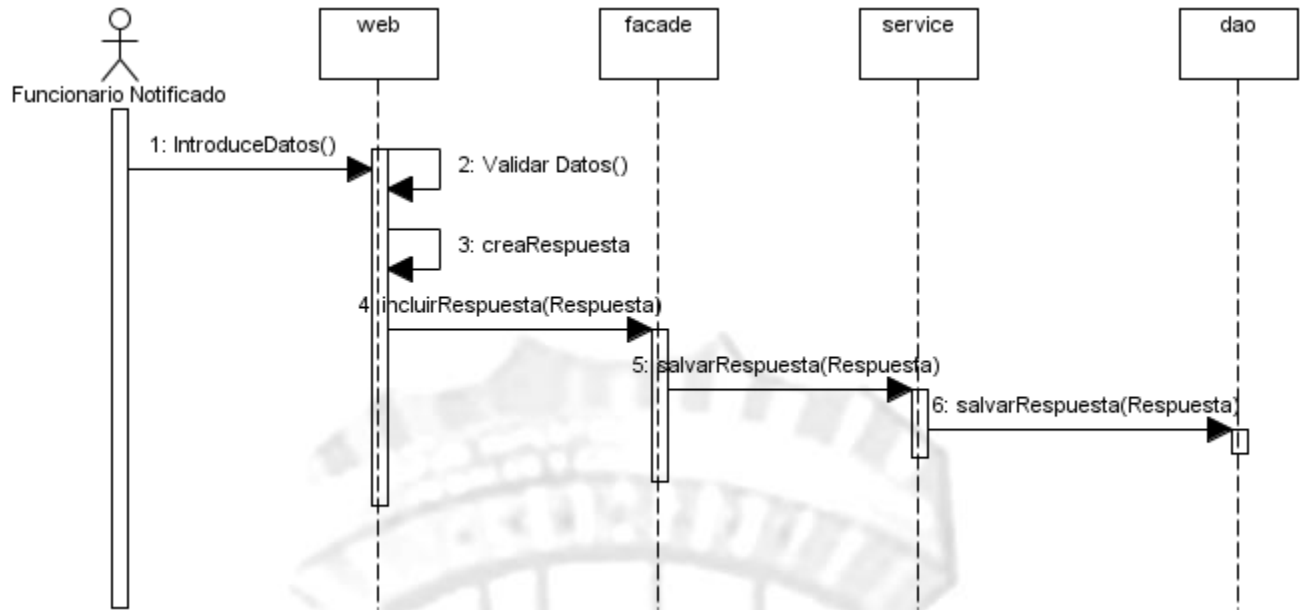 web
facade
service
dao
Funcionario Notificado
1: IntroduceDatos()
2: Validar Datos()
3: creaRespuesta
4: incluirRespuesta(Respuesta)
5: salvarRespuesta(Respuesta)
6: salvarRespuesta(Respuesta)